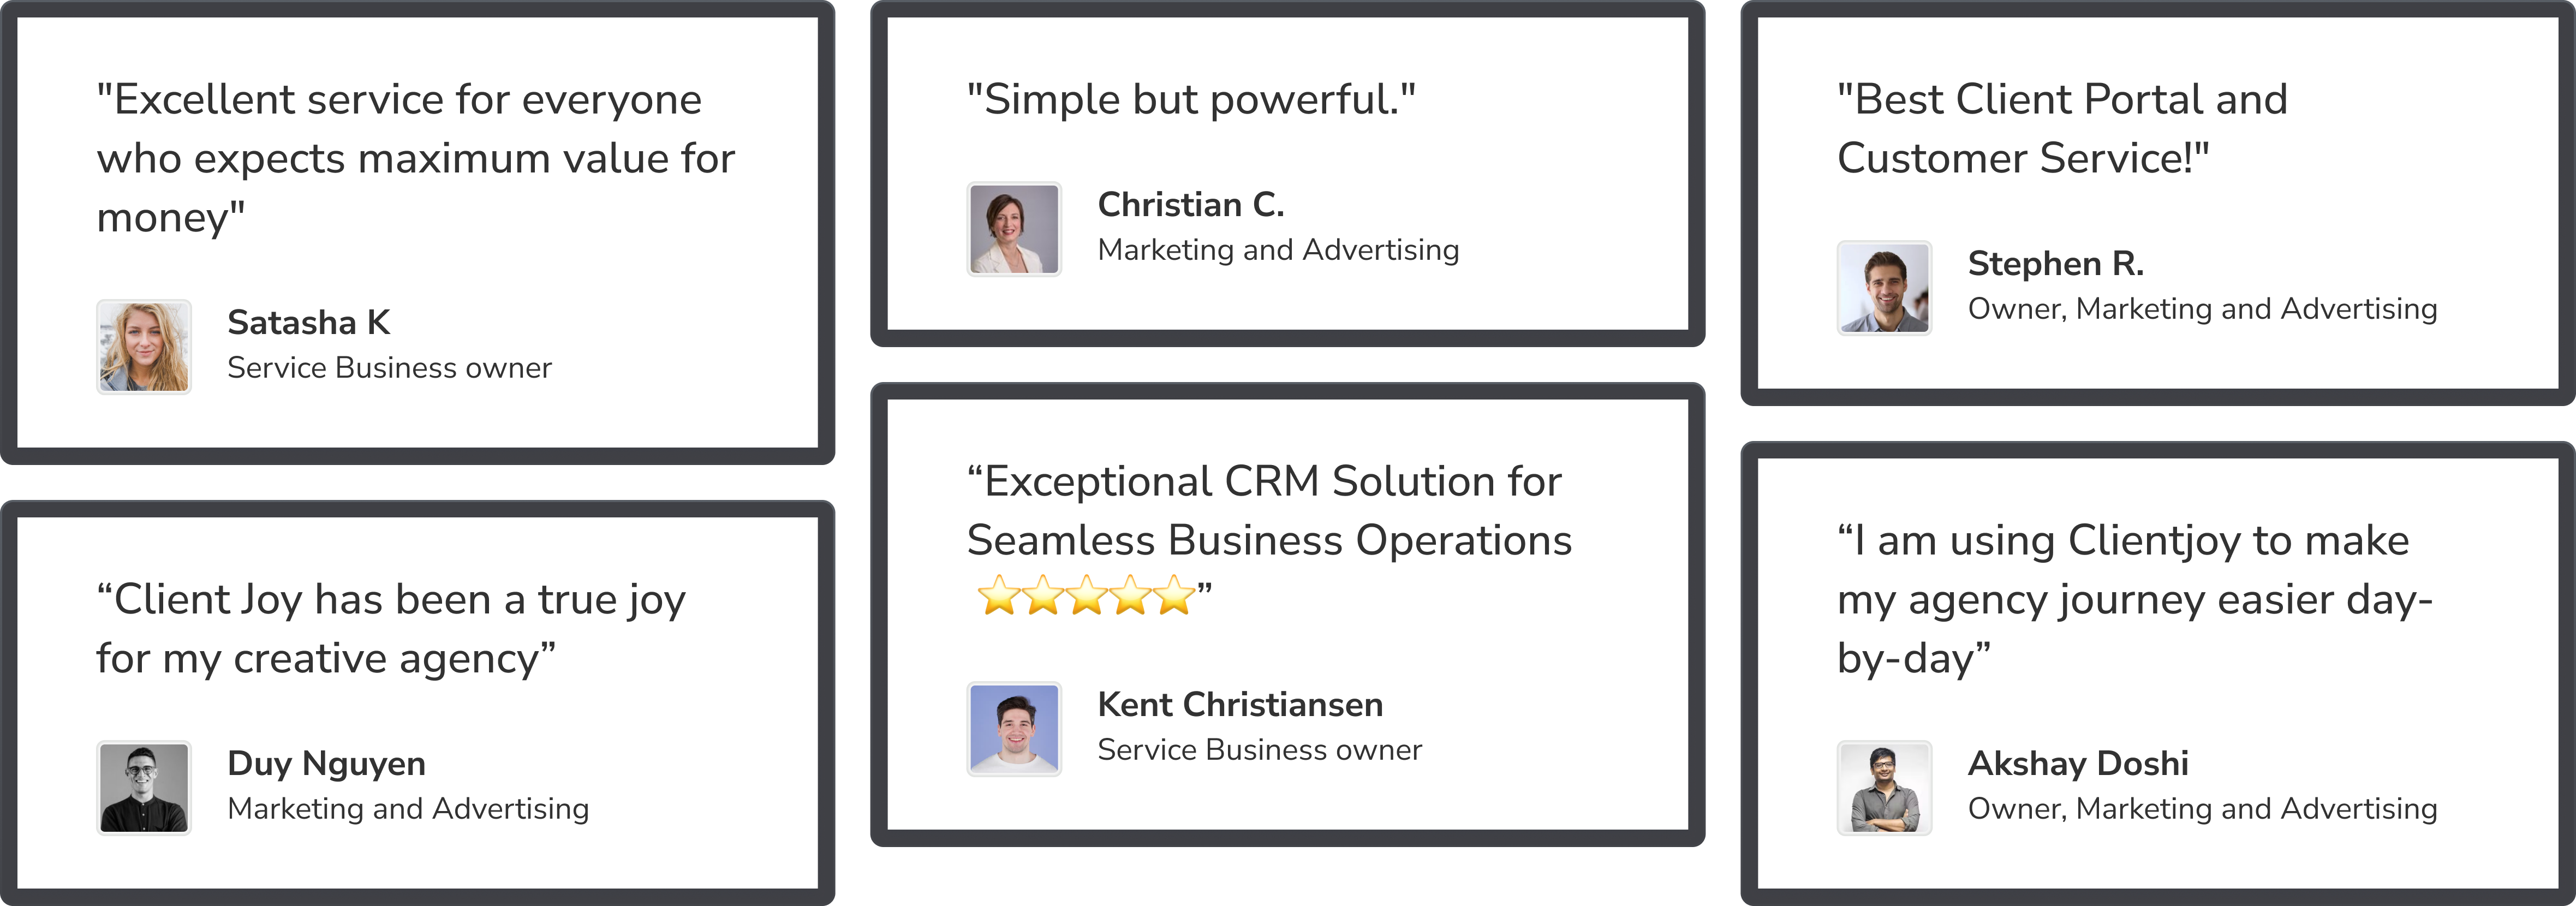 "Excellent service for everyone
who expects maximum value for
money"
Satasha K
Service Business owner
“Client Joy has been a true joy
for my creative agency”
Duy Nguyen
Marketing and Advertising
"Simple but powerful."
Christian C.
Marketing and Advertising
“Exceptional CRM Solution for
Seamless Business Operations
⭐⭐⭐⭐⭐”
Kent Christiansen
Service Business owner
"Best Client Portal and
Customer Service!"
Stephen R.
Owner, Marketing and Advertising
“I am using Clientjoy to make
my agency journey easier day-
by-day”
Akshay Doshi
Owner, Marketing and Advertising